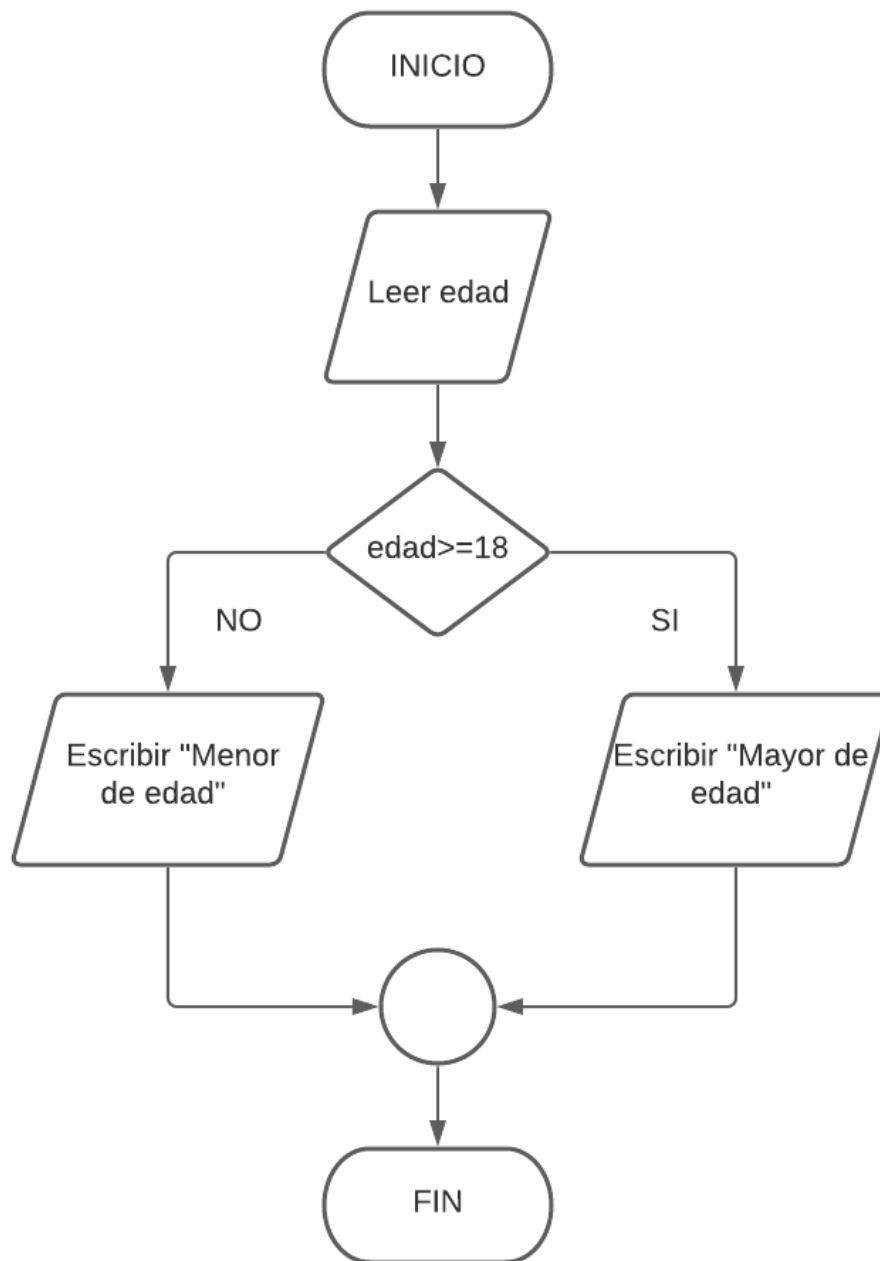 INICIO
Leer edad
edad>=18
NO
SI
Escribir "Menor
de edad"
Escribir "Mayor de
edad"
FIN